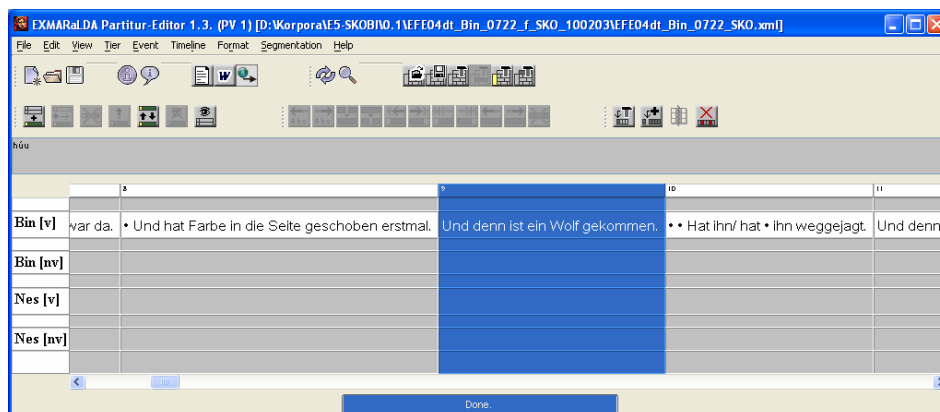 EXMARaLDA Partitur-Editor 1.3. (PV 1) [D:\Korpora\E5-SKOBI\0.1\EFE04dt_Bin_0722_f_SKO_100203\EFE04dt_Bin_0722_SKO.xml]
File Edit View Tier Event Timeline Format Segmentation Help
húu
8 9 10 11
Bin [v] war da. • Und hat Farbe in die Seite geschoben erstmal. Und denn ist ein Wolf gekommen. • • Hat ihn/ hat • ihn weggejagt. Und denn
Bin [nv]
Nes [v]
Nes [nv]
Done.